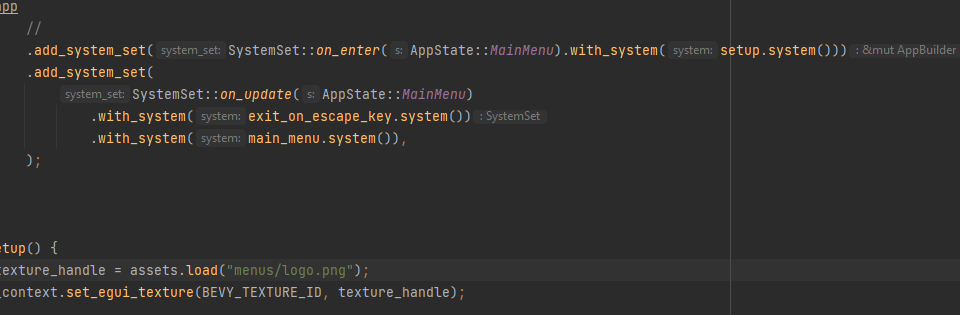 app
//
.add_system_set( system_set: SystemSet::on_enter( s: AppState::MainMenu).with_system( system: setup.system())) : &mut AppBuilder
.add_system_set(
system_set: SystemSet::on_update( s: AppState::MainMenu)
.with_system( system: exit_on_escape_key.system()) : SystemSet
.with_system( system: main_menu.system()),
);
etup() {
texture_handle = assets.load("menus/logo.png");
_context.set_egui_texture(BEVY_TEXTURE_ID, texture_handle);